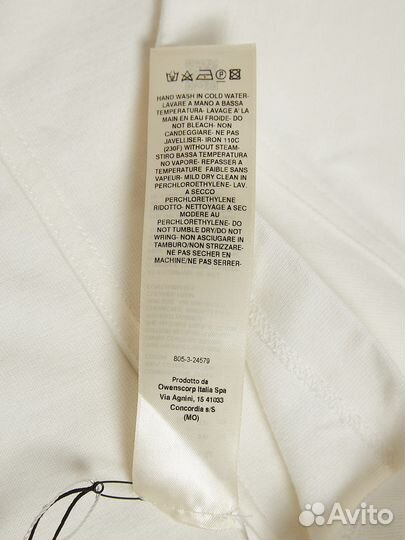 HAND WASH IN COLD WATER-
LAVARE A MANO A BASSA
TEMPERATURA- LAVAGE À LA
MAIN EN EAU FROIDE- DO
NOT BLEACH- NON
CANDEGGIARE- NE PAS
JAVELLISER- IRON 110C
(230F) WITHOUT STEAM-
STIRO BASSA TEMPERATURA
NO VAPORE- REPASSER A
TEMPERATURE FAIBLE SANS
VAPEUR- MILD DRY CLEAN IN
PERCHLOROETHYLENE- LAV.
A SECCO
PERCHLOROETHYLENE
RIDOTTO- NETTOYAGE A SEC
MODERE AU
PERCHLOROETHYLENE- DO
NOT TUMBLE DRY/DO NOT
WRING- NON ASCIUGARE IN
TAMBURO/NON STRIZZARE-
NE PAS SECHER EN
MACHINE/NE PAS SERRER-
805-3-24579
Prodotto da
Owenscorp Italia Spa
Via Agnini, 15 41033
Concordia s/S
(MO)
Avito